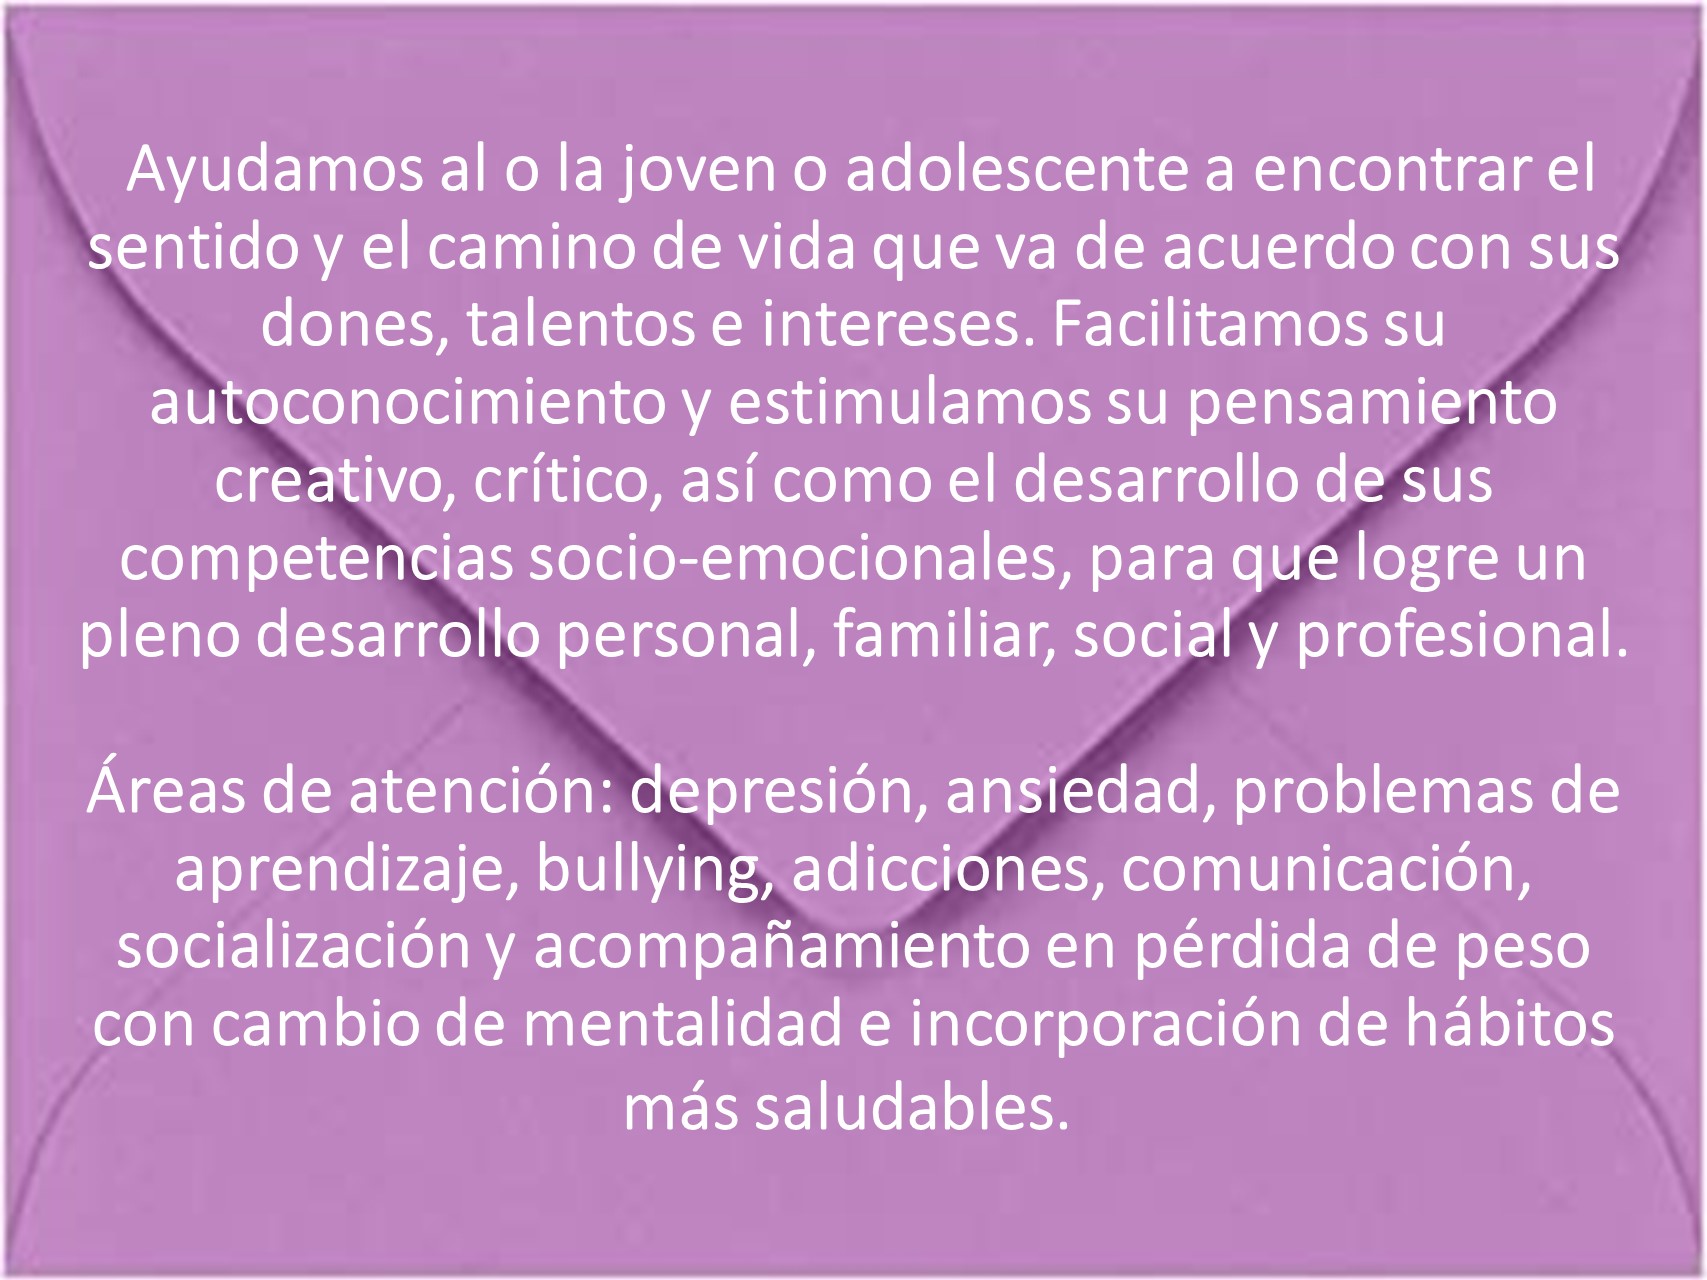 Ayudamos al o la joven o adolescente a encontrar el
sentido y el camino de vida que va de acuerdo con sus
dones, talentos e intereses. Facilitamos su
autoconocimiento y estimulamos su pensamiento
creativo, crítico, así como el desarrollo de sus
competencias socio-emocionales, para que logre un
pleno desarrollo personal, familiar, social y profesional.
Áreas de atención: depresión, ansiedad, problemas de
aprendizaje, bullying, adicciones, comunicación,
socialización y acompañamiento en pérdida de peso
con cambio de mentalidad e incorporación de hábitos
más saludables.